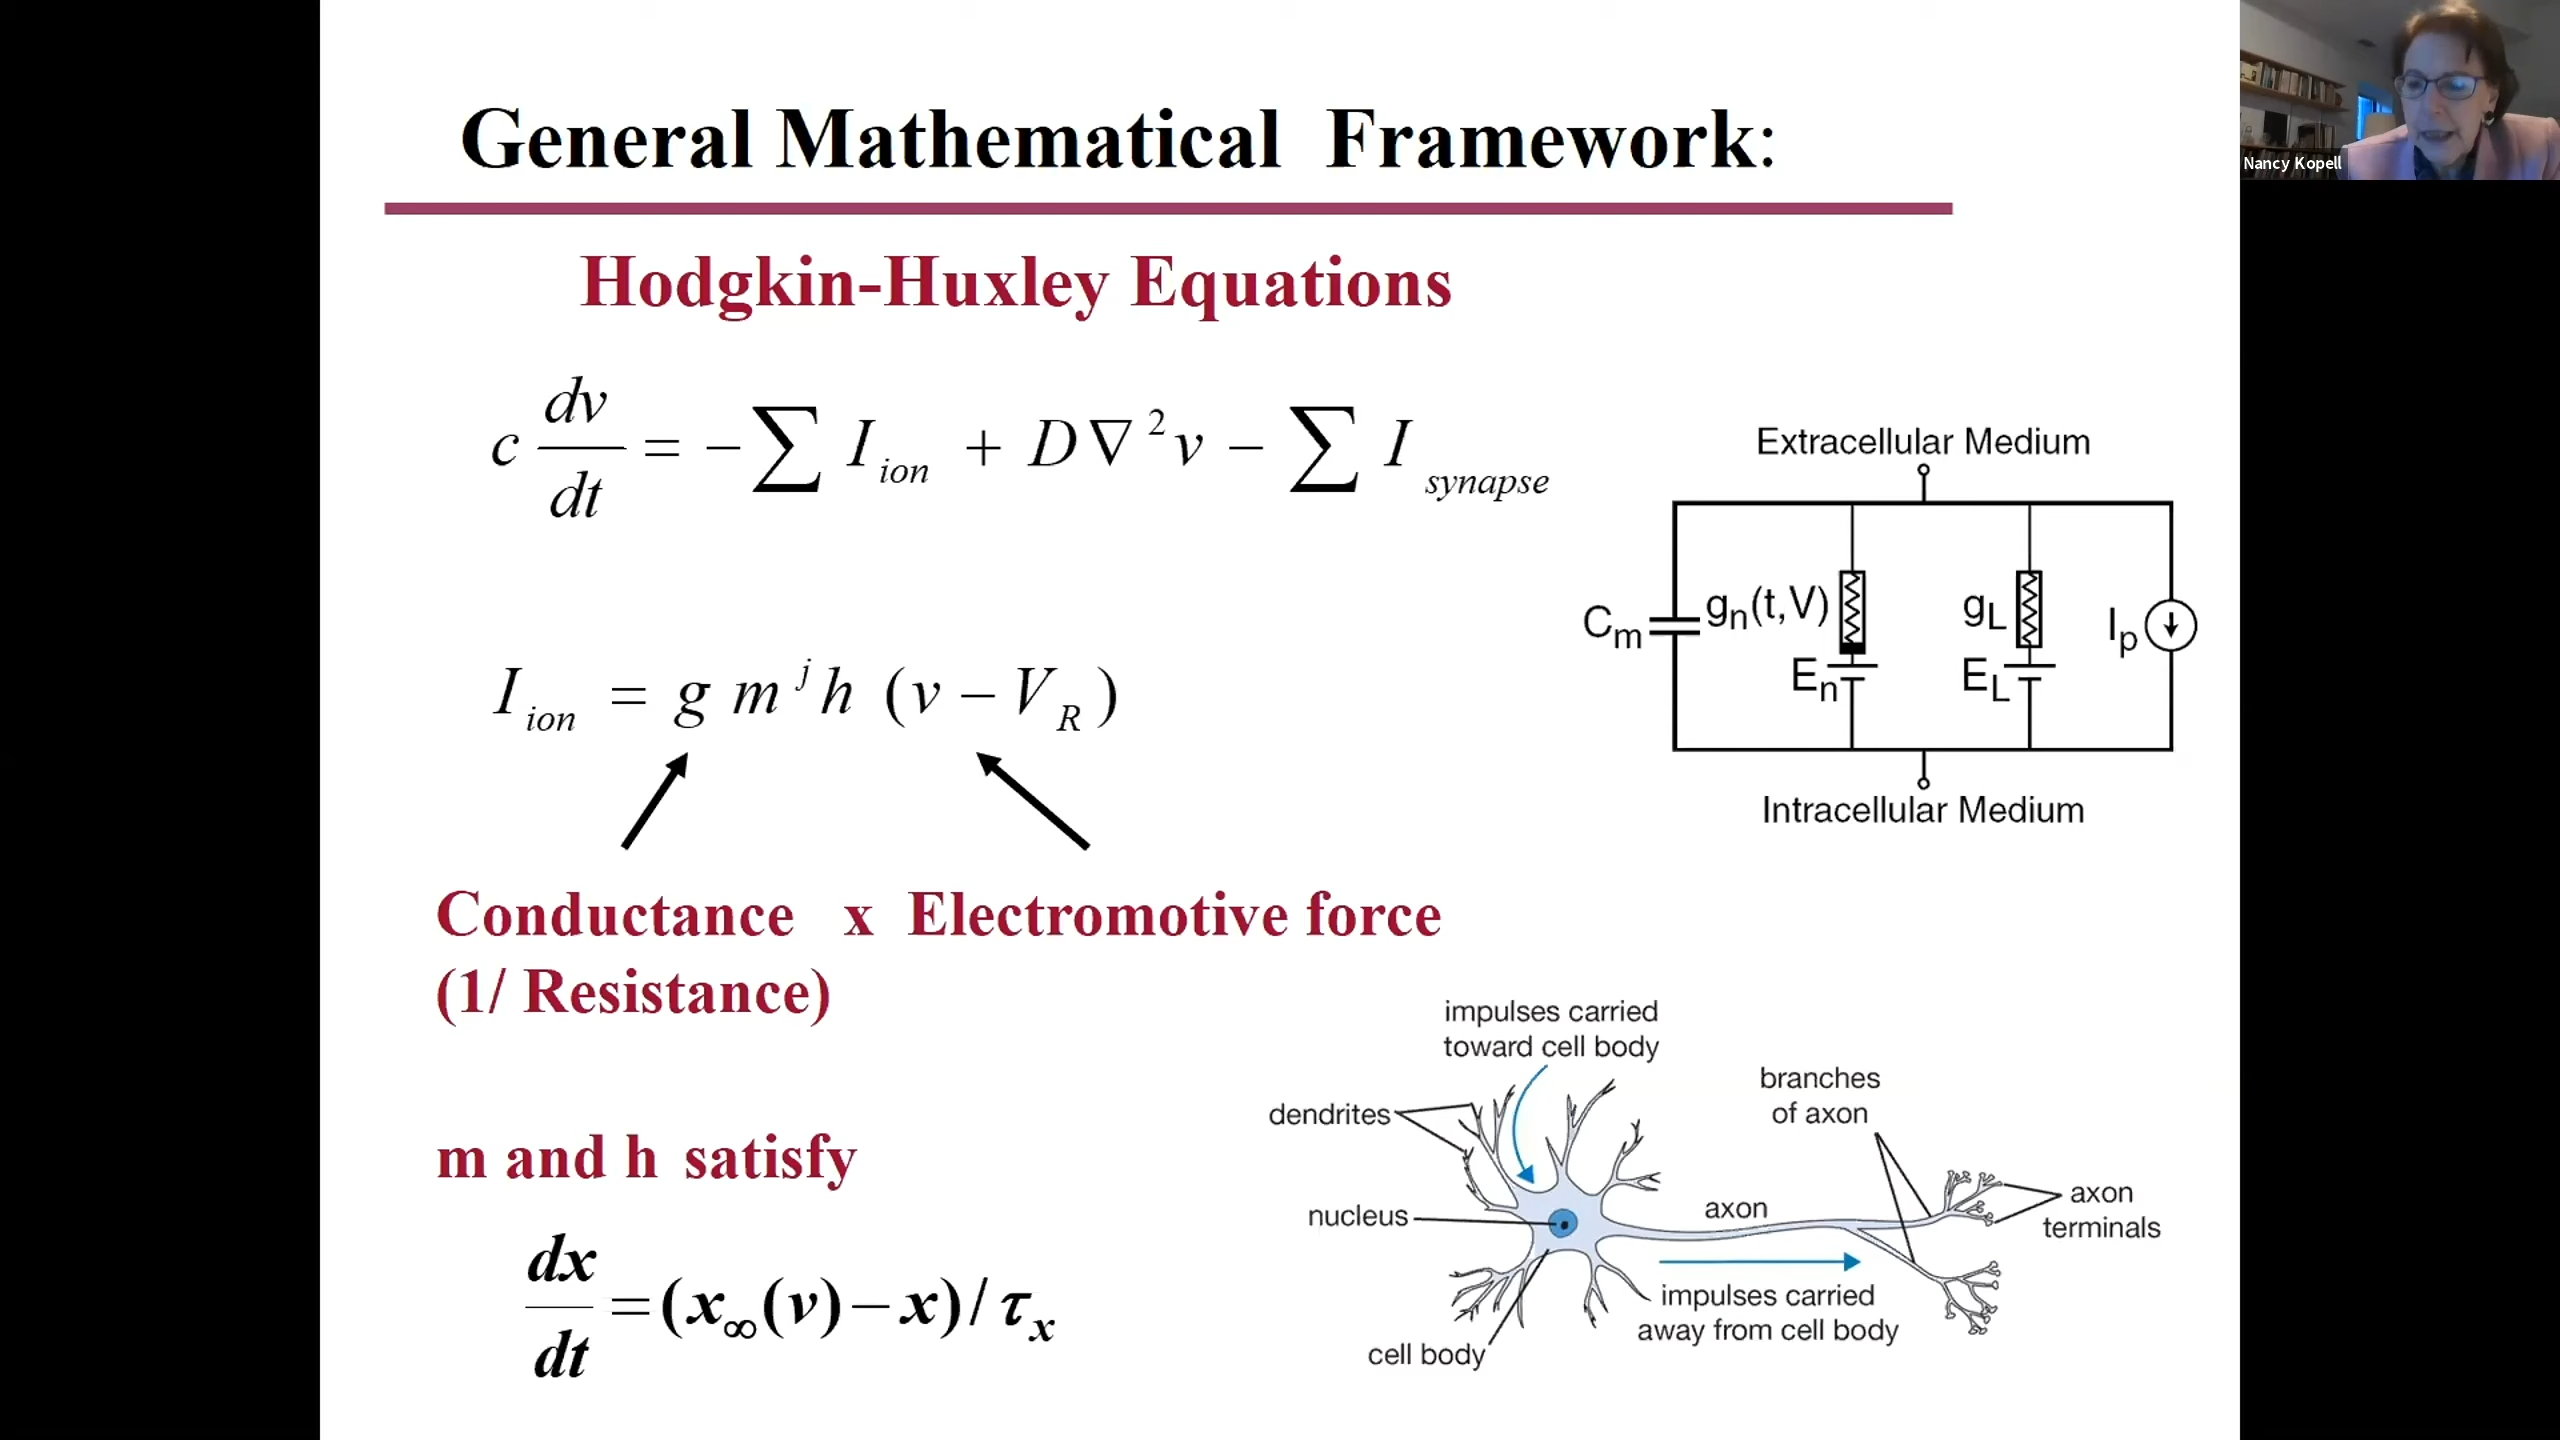 General Mathematical Framework:
Nancy Kopell
Hodgkin-Huxley Equations
c dv/dt = − ∑ I_ion + D∇²v − ∑ I_synapse
I_ion = g m^j h (v − V_R)
Conductance x Electromotive force
(1/ Resistance)
m and h satisfy
dx/dt = (x_∞(v) − x) / τ_x
Extracellular Medium
C_m
g_n(t,V)
E_n
g_L
E_L
I_p
Intracellular Medium
impulses carried
toward cell body
dendrites
nucleus
cell body
axon
branches
of axon
axon
terminals
impulses carried
away from cell body